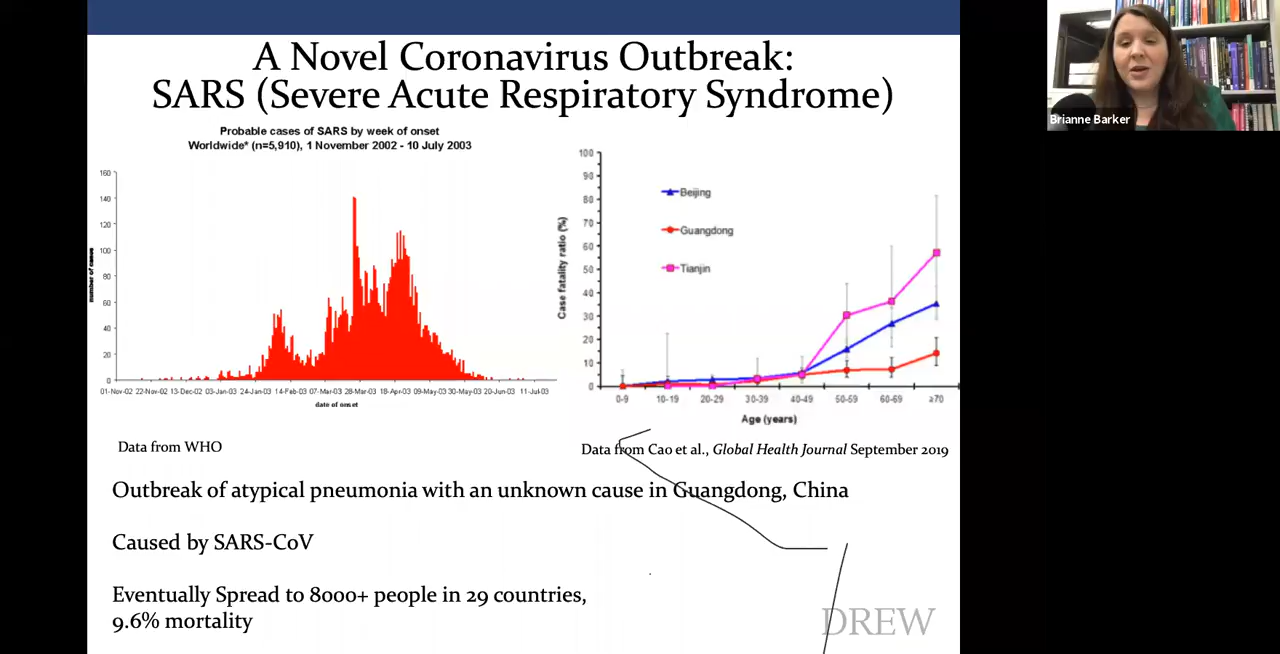 A Novel Coronavirus Outbreak:
SARS (Severe Acute Respiratory Syndrome)
Probable cases of SARS by week of onset
Worldwide* (n=5,910), 1 November 2002 - 10 July 2003
160
140
120
100
80
60
40
20
0
number of cases
01-Nov-02 22-Nov-02 13-Dec-02 03-Jan-03 24-Jan-03 14-Feb-03 07-Mar-03 28-Mar-03 18-Apr-03 09-May-03 30-May-03 20-Jun-03 11-Jul-03
date of onset
100
90
80
70
60
50
40
30
20
10
0
Case fatality ratio (%)
Beijing
Guangdong
Tianjin
0-9 10-19 20-29 30-39 40-49 50-59 60-69 ≥70
Age (years)
Data from WHO
Data from Cao et al., Global Health Journal September 2019
Outbreak of atypical pneumonia with an unknown cause in Guangdong, China
Caused by SARS-CoV
Eventually Spread to 8000+ people in 29 countries,
9.6% mortality
DREW
Brianne Barker